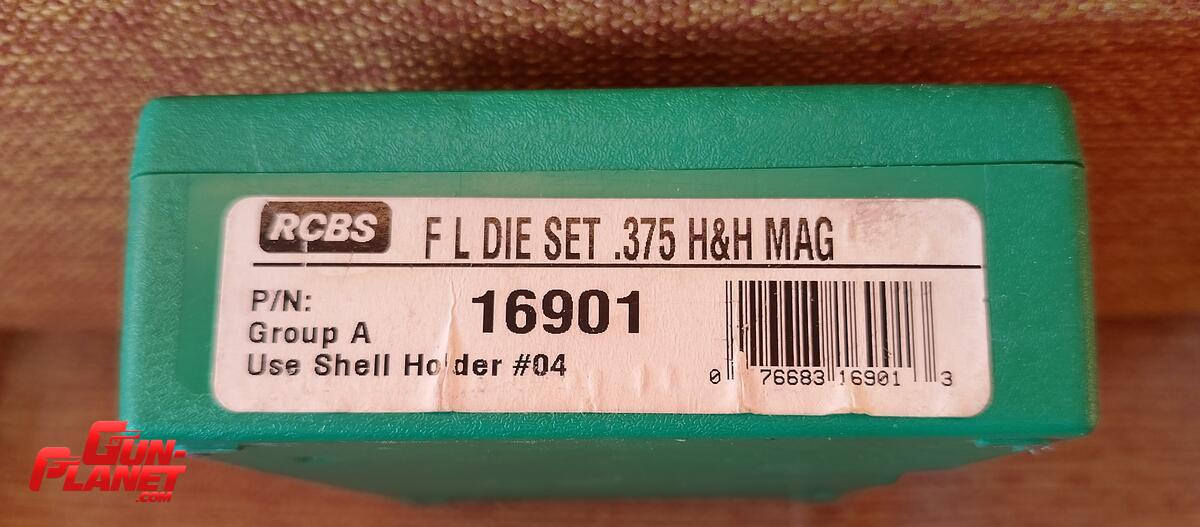 RCBS
F L DIE SET .375 H&H MAG
P/N:
16901
Group A
Use Shell Holder #04
0 76683 16901 3
GUN-
PLANET
.COM